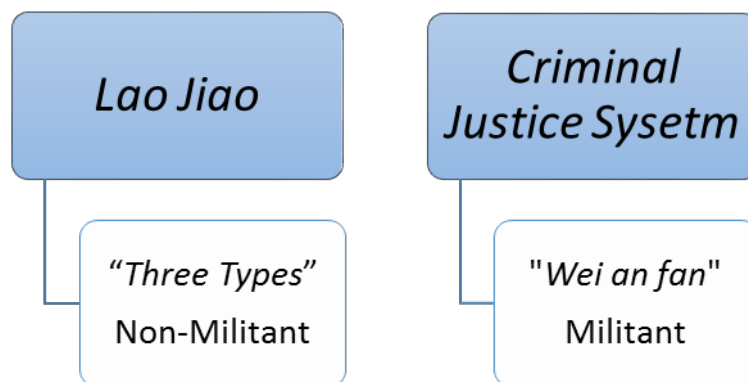 Lao Jiao
Criminal
Justice Sysetm
“Three Types”
Non-Militant
"Wei an fan"
Militant